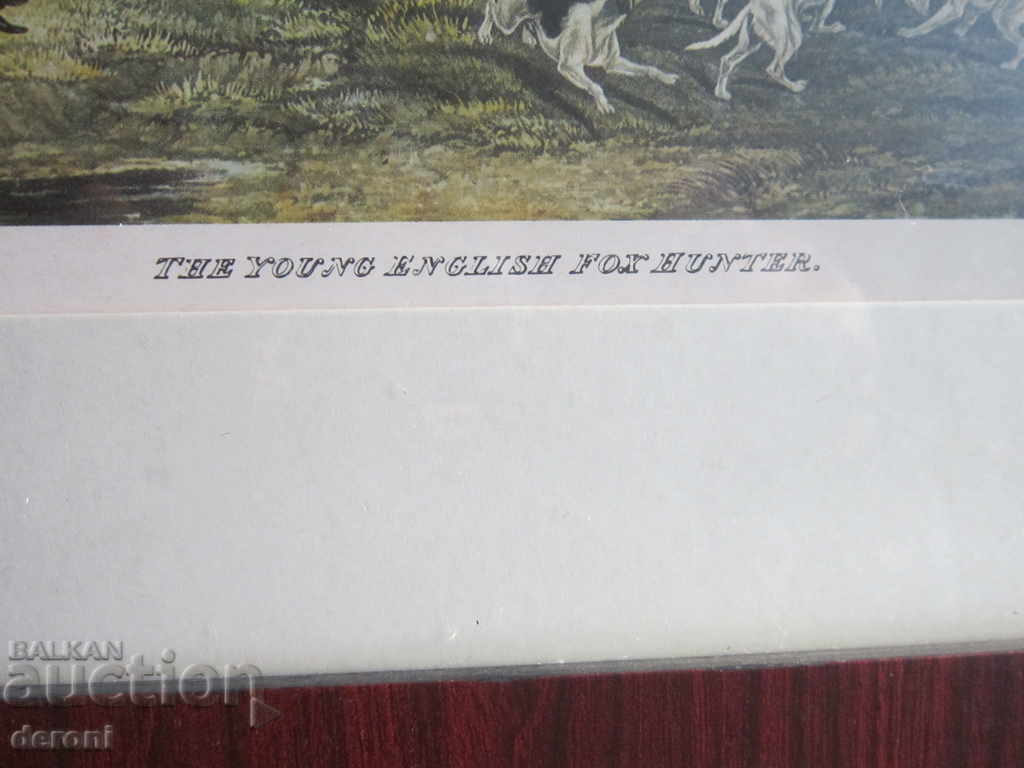 THE YOUNG ENGLISH FOX HUNTER.
BALKAN
auction
deroni